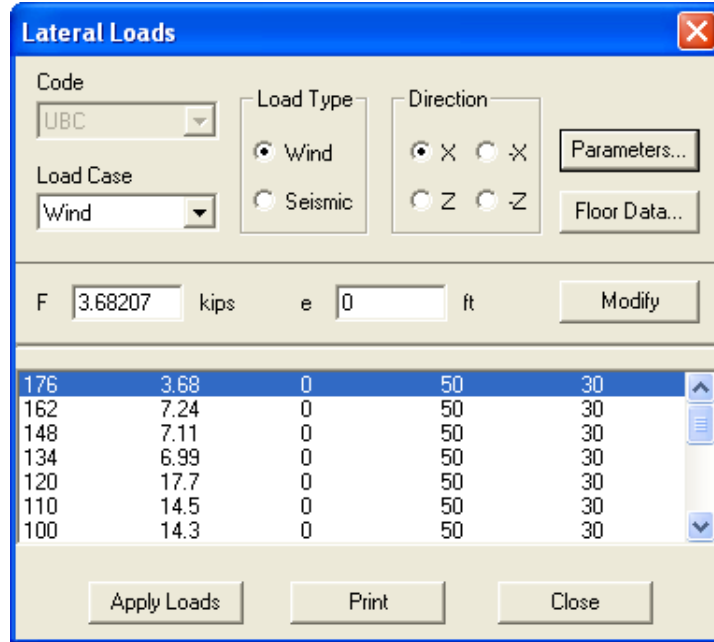 Lateral Loads
Code
UBC
Load Case
Wind
Load Type
Wind
Seismic
Direction
X -X
Z -Z
Parameters...
Floor Data...
F 3.68207 kips e 0 ft Modify
176 3.68 0 50 30
162 7.24 0 50 30
148 7.11 0 50 30
134 6.99 0 50 30
120 17.7 0 50 30
110 14.5 0 50 30
100 14.3 0 50 30
Apply Loads Print Close